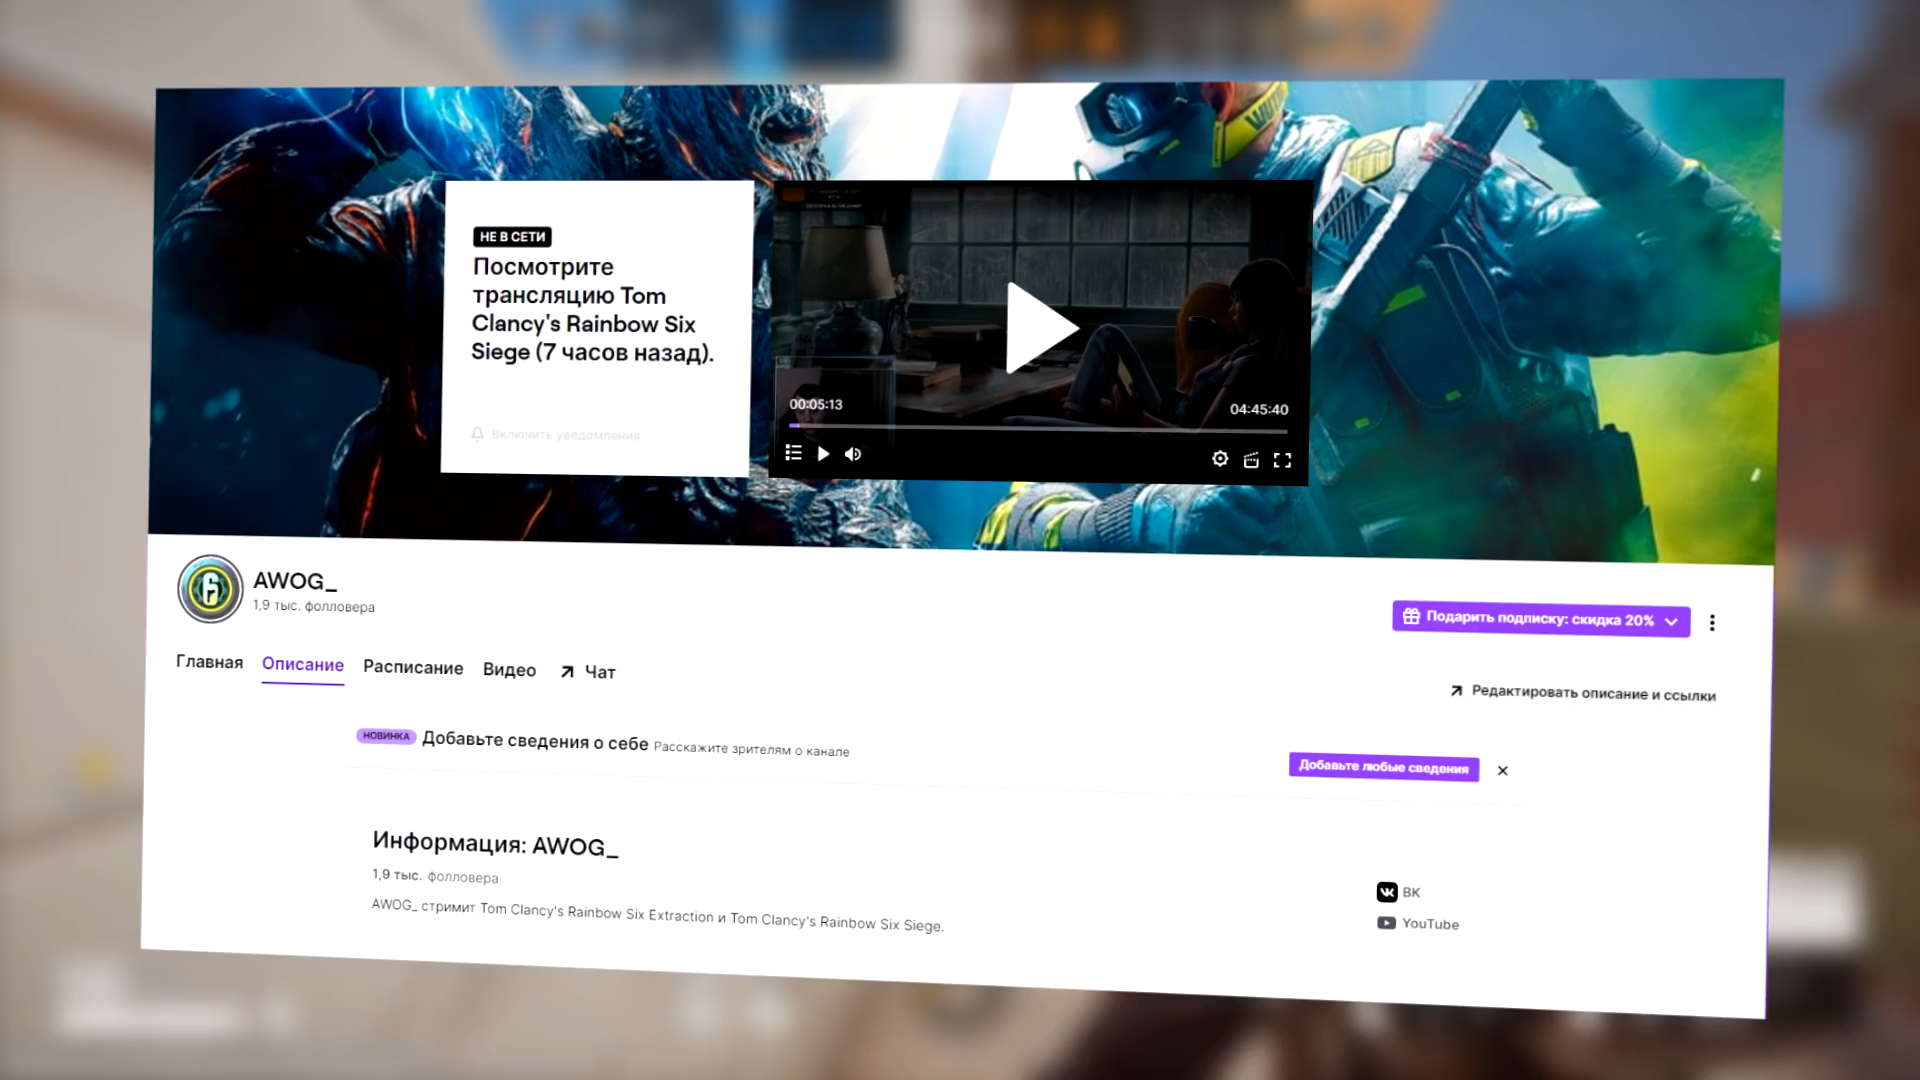 НЕ В СЕТИ
Посмотрите
трансляцию Tom
Clancy's Rainbow Six
Siege (7 часов назад).
Включить уведомления
00:05:13
04:45:40
AWOG_
1,9 тыс. фолловера
Подарить подписку: скидка 20%
Главная Описание Расписание Видео Чат
Редактировать описание и ссылки
НОВИНКА Добавьте сведения о себе Расскажите зрителям о канале
Добавьте любые сведения
Информация: AWOG_
1,9 тыс. фолловера
AWOG_ стримит Tom Clancy's Rainbow Six Extraction и Tom Clancy's Rainbow Six Siege.
ВК
YouTube